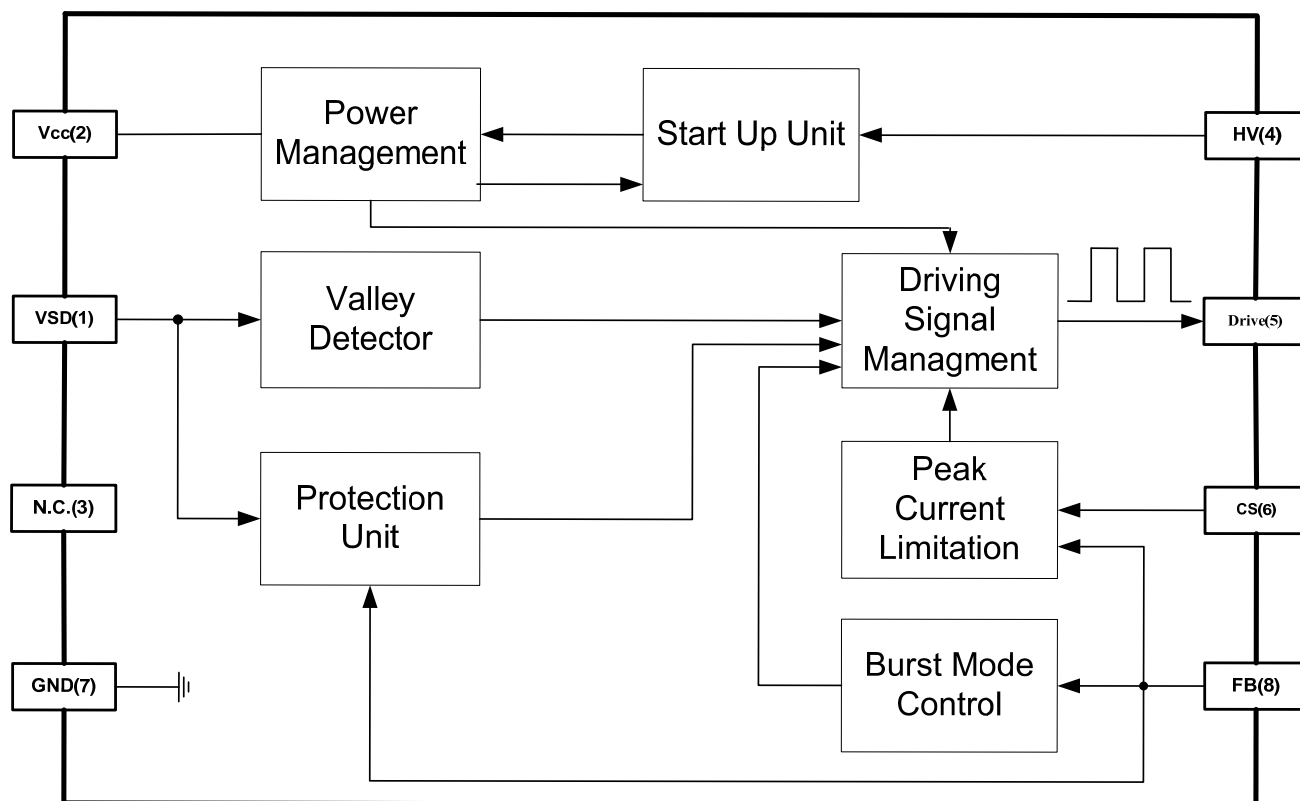 Vcc(2)
Power
Management
Start Up Unit
HV(4)
VSD(1)
Valley
Detector
Driving
Signal
Managment
Drive(5)
N.C.(3)
Protection
Unit
Peak
Current
Limitation
CS(6)
GND(7)
Burst Mode
Control
FB(8)